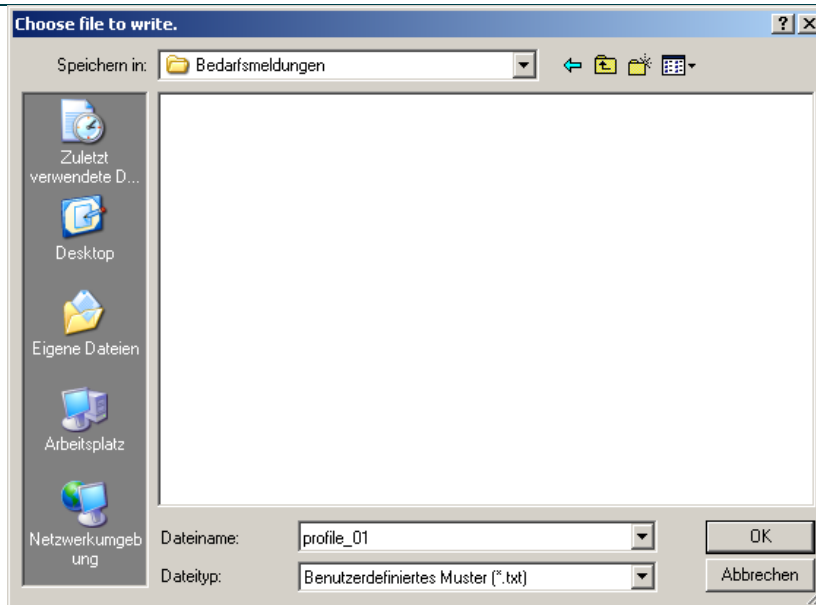 Choose file to write.
Speichern in: Bedarfsmeldungen
Zuletzt
verwendete D...
Desktop
Eigene Dateien
Arbeitsplatz
Netzwerkumgeb
ung
Dateiname: profile_01 OK
Dateityp: Benutzerdefiniertes Muster (*.txt) Abbrechen